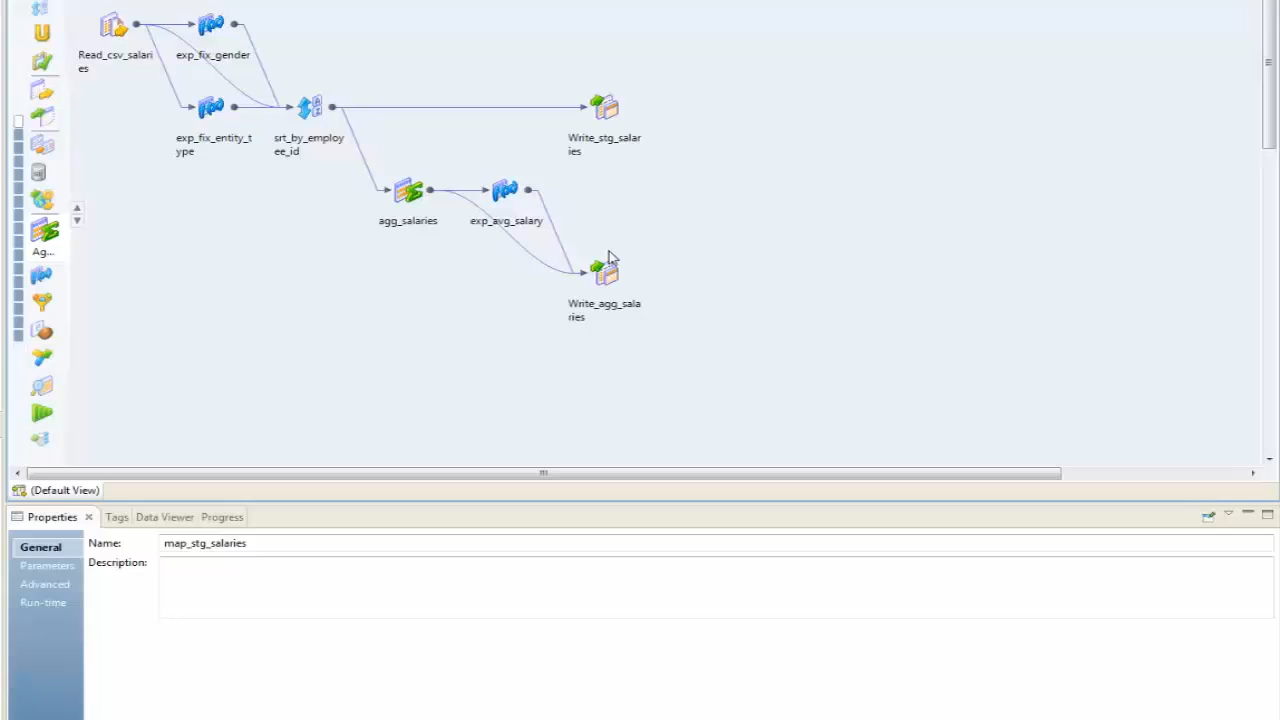 Read_csv_salari
es
exp_fix_gender
exp_fix_entity_t
ype
srt_by_employ
ee_id
Write_stg_salar
ies
agg_salaries
exp_avg_salary
Write_agg_sala
ries
Ag...
(Default View)
Properties
Tags
Data Viewer
Progress
General
Parameters
Advanced
Run-time
Name:
map_stg_salaries
Description: